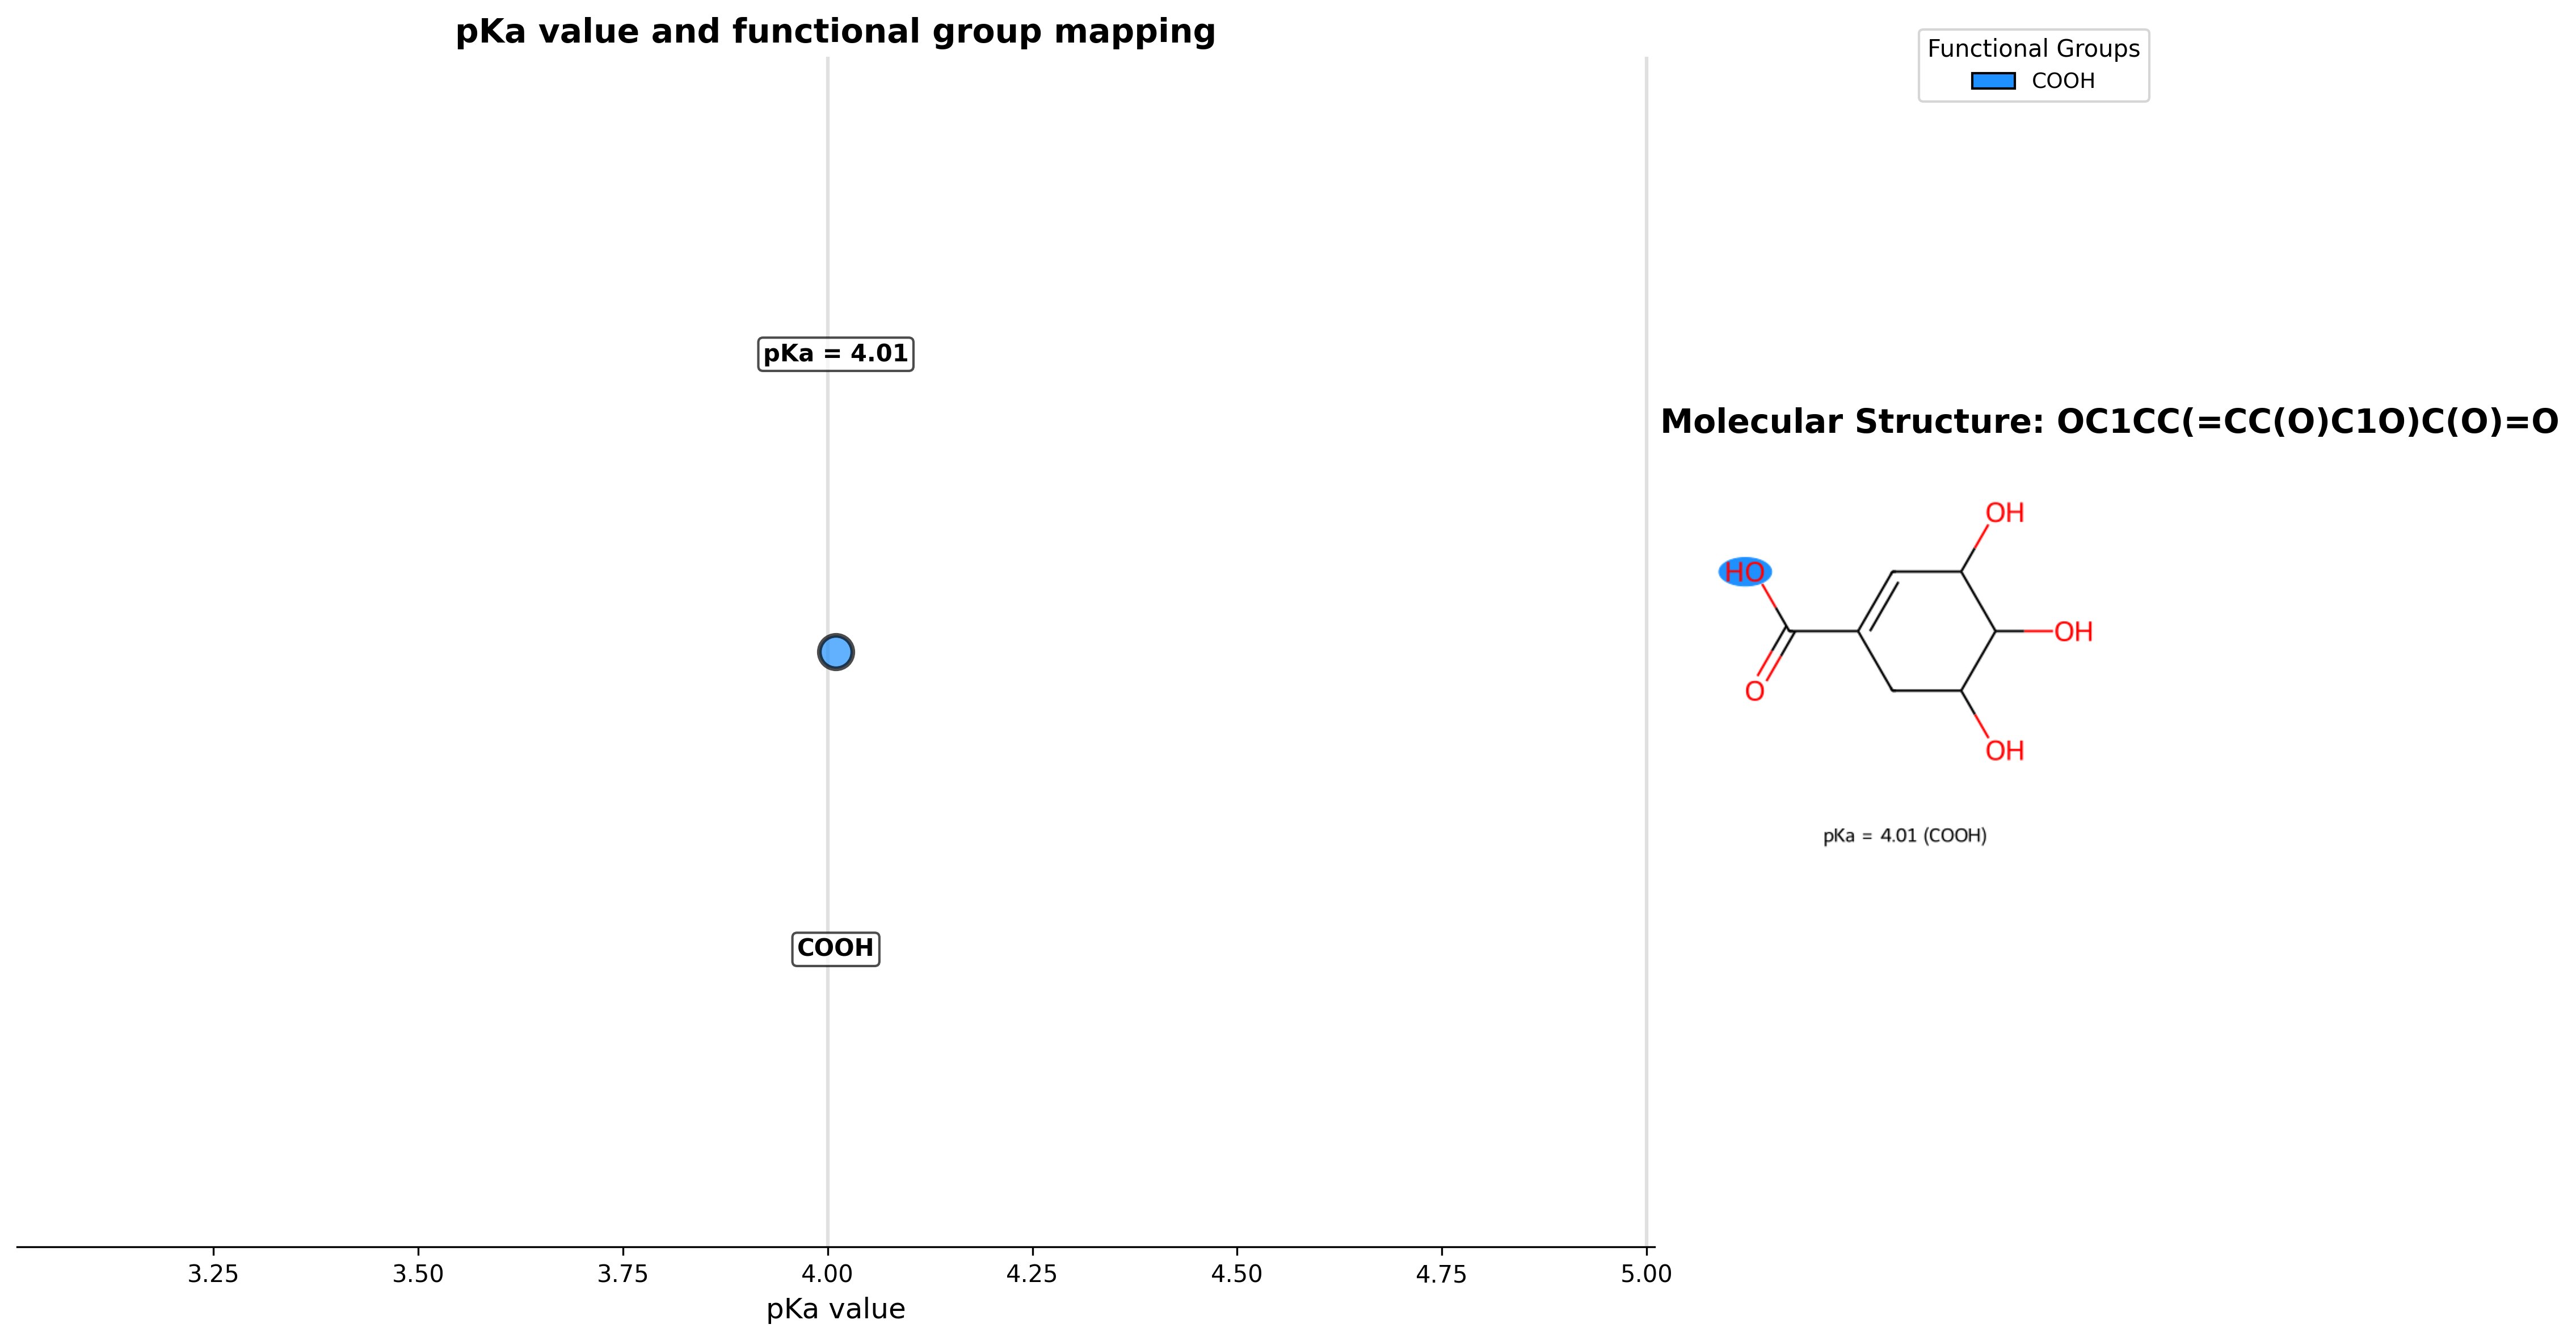 pKa value and functional group mapping
Functional Groups
COOH
pKa = 4.01
COOH
3.25 3.50 3.75 4.00 4.25 4.50 4.75 5.00
pKa value
Molecular Structure: OC1CC(=CC(O)C1O)C(O)=O
OH
HO
OH
O
OH
pKa = 4.01 (COOH)